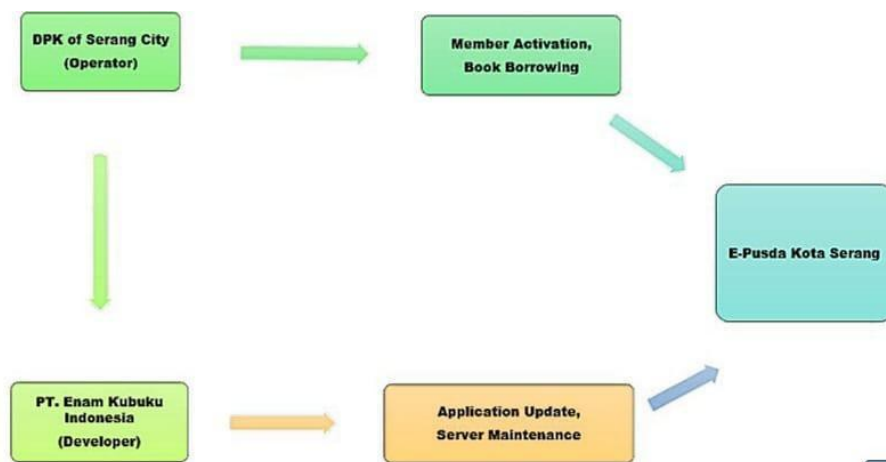 DPK of Serang City
(Operator)
Member Activation,
Book Borrowing
E-Pusda Kota Serang
PT. Enam Kubuku
Indonesia
(Developer)
Application Update,
Server Maintenance